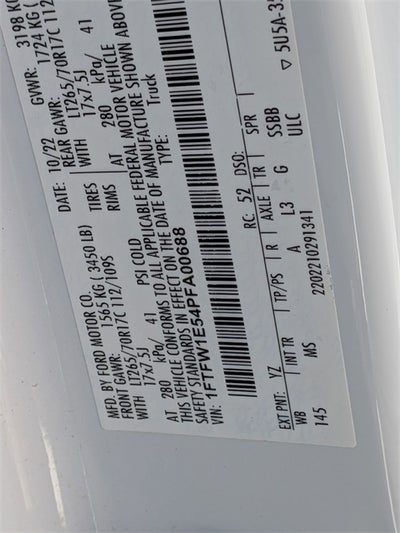 MFD. BY FORD MOTOR CO.
DATE: 10/22 GVWR: 3198 KG
FRONT GAWR: 1565 KG ( 3450 LB)
REAR GAWR: 1724 KG (
LT265/70R17C 112/109S TIRES LT265/70R17C 112
WITH 17x7.5J RIMS WITH 17x7.5J
AT 280 kPa/ 41 PSI COLD AT 280 kPa/ 41
THIS VEHICLE CONFORMS TO ALL APPLICABLE FEDERAL MOTOR VEHICLE
SAFETY STANDARDS IN EFFECT ON THE DATE OF MANUFACTURE SHOWN ABOVE
VIN: 1FTFW1E54PFA00688 TYPE: Truck
EXT PNT: YZ RC: 52 DSO:
WB INT TR TP/PS R AXLE TR SPR
145 MS A L3 G SSBB
2202210291341 ULC ▽ 5U5A-35